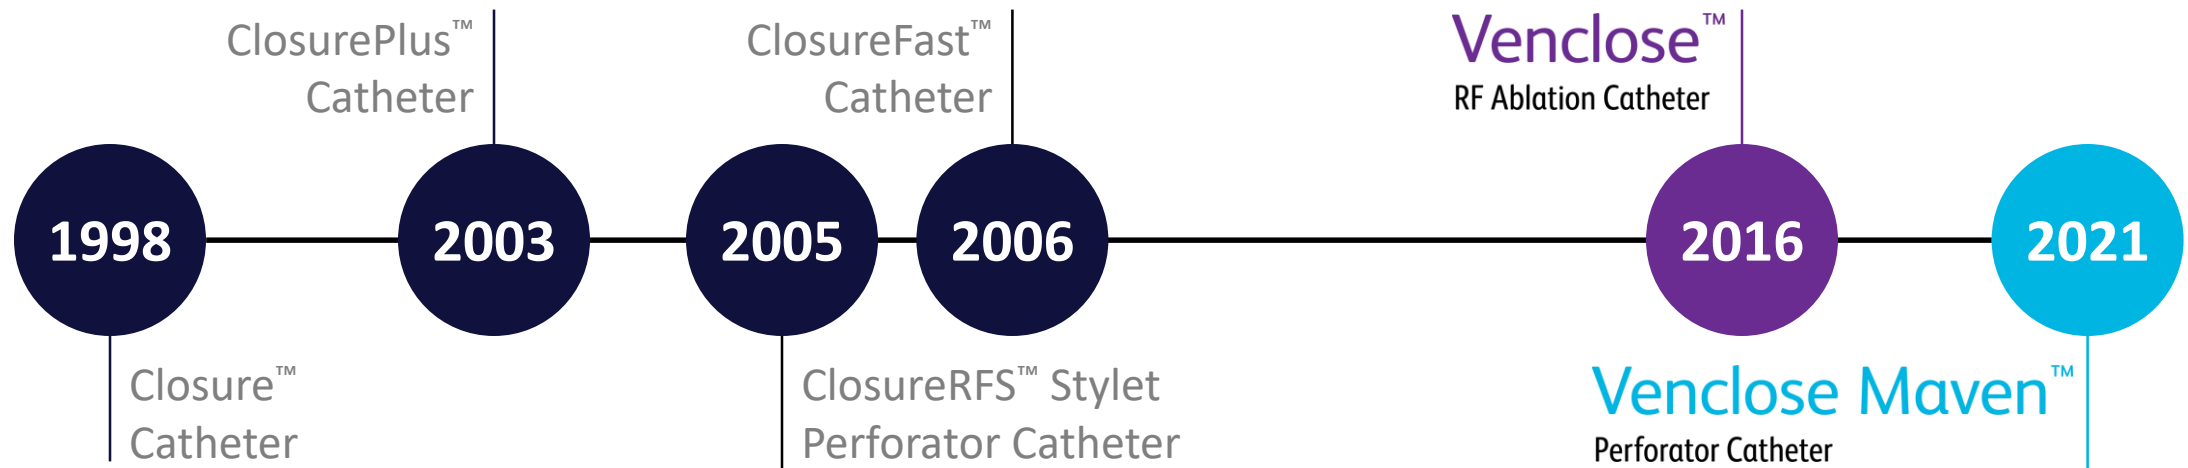 ClosurePlus™
Catheter
ClosureFast™
Catheter
Venclose™
RF Ablation Catheter
1998
2003
2005
2006
2016
2021
Closure™
Catheter
ClosureRFS™ Stylet
Perforator Catheter
Venclose Maven™
Perforator Catheter